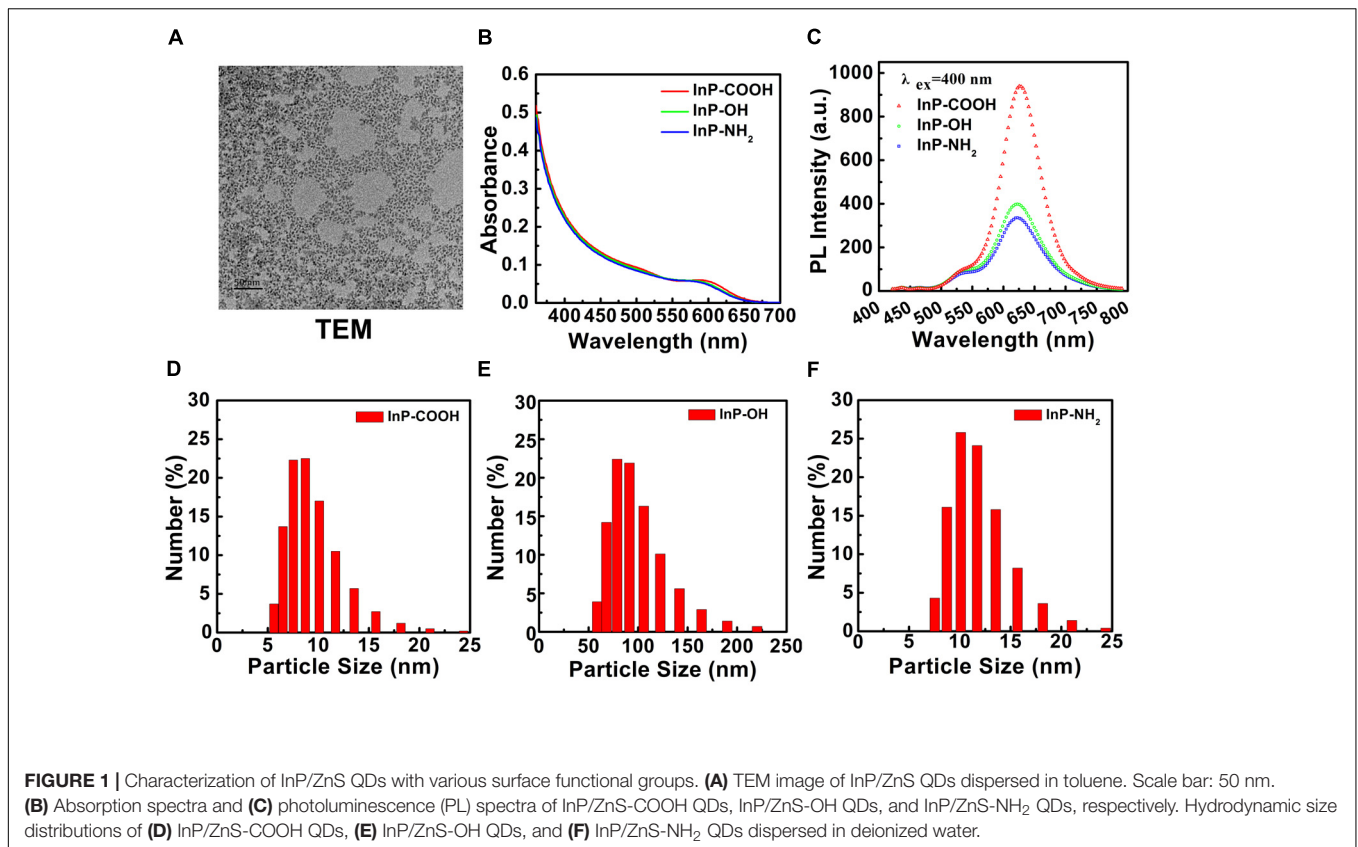 A
50 nm
TEM
B
0.6
0.5
0.4
0.3
0.2
0.1
0.0
Absorbance
InP-COOH
InP-OH
InP-NH₂
400 450 500 550 600 650 700
Wavelength (nm)
C
1000
900
800
600
400
200
0
PL Intensity (a.u.)
λ ex=400 nm
InP-COOH
InP-OH
InP-NH₂
400 450 500 550 600 650 700 750 800
Wavelength (nm)
D
30
25
20
15
10
5
0
Number (%)
InP-COOH
0 5 10 15 20 25
Particle Size (nm)
E
30
25
20
15
10
5
0
Number (%)
InP-OH
0 50 100 150 200 250
Particle Size (nm)
F
30
25
20
15
10
5
0
Number (%)
InP-NH₂
0 5 10 15 20 25
Particle Size (nm)
FIGURE 1 | Characterization of InP/ZnS QDs with various surface functional groups. (A) TEM image of InP/ZnS QDs dispersed in toluene. Scale bar: 50 nm.
(B) Absorption spectra and (C) photoluminescence (PL) spectra of InP/ZnS-COOH QDs, InP/ZnS-OH QDs, and InP/ZnS-NH₂ QDs, respectively. Hydrodynamic size
distributions of (D) InP/ZnS-COOH QDs, (E) InP/ZnS-OH QDs, and (F) InP/ZnS-NH₂ QDs dispersed in deionized water.